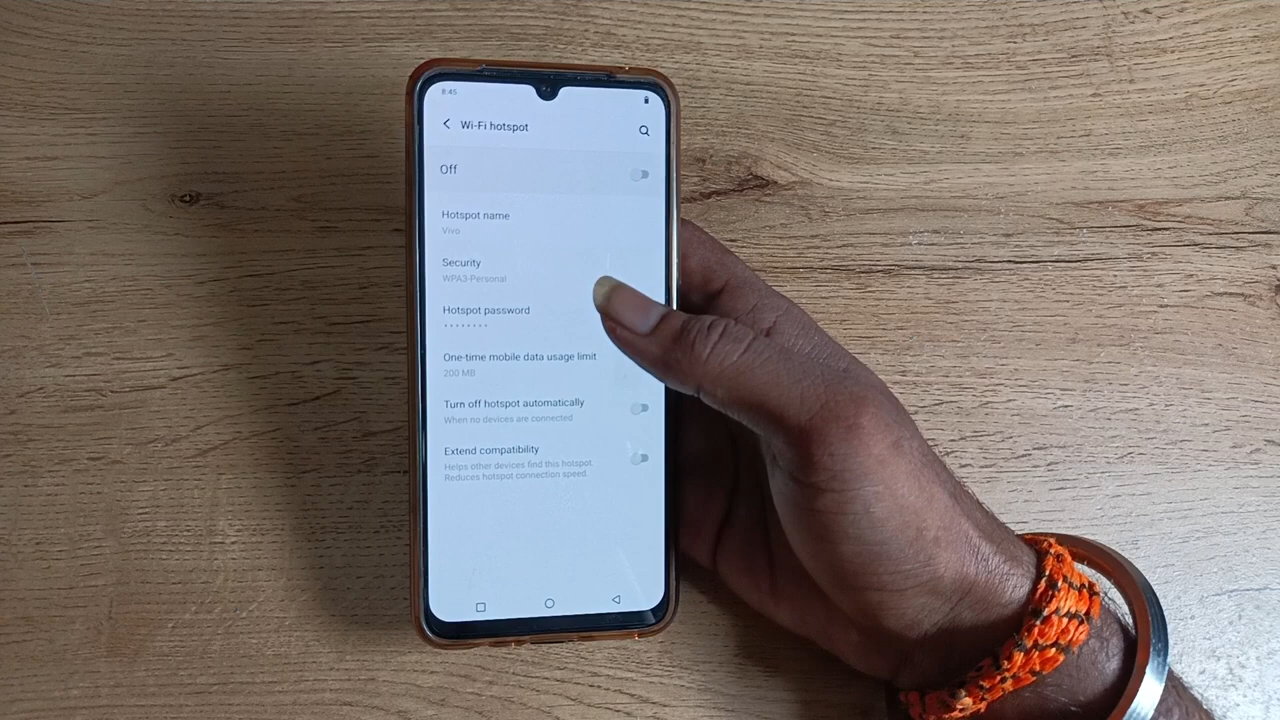 8:45
Wi-Fi hotspot
Off
Hotspot name
Vivo
Security
WPA3-Personal
Hotspot password
••••••••
One-time mobile data usage limit
200 MB
Turn off hotspot automatically
When no devices are connected
Extend compatibility
Helps other devices find this hotspot.
Reduces hotspot connection speed.